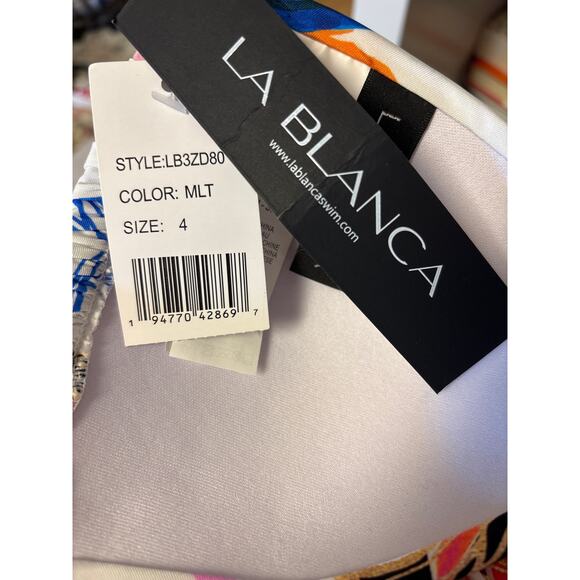 STYLE:LB3ZD80
COLOR: MLT
SIZE: 4
1 94770 42869 7
LA BLANCA
www.lablancaswim.com